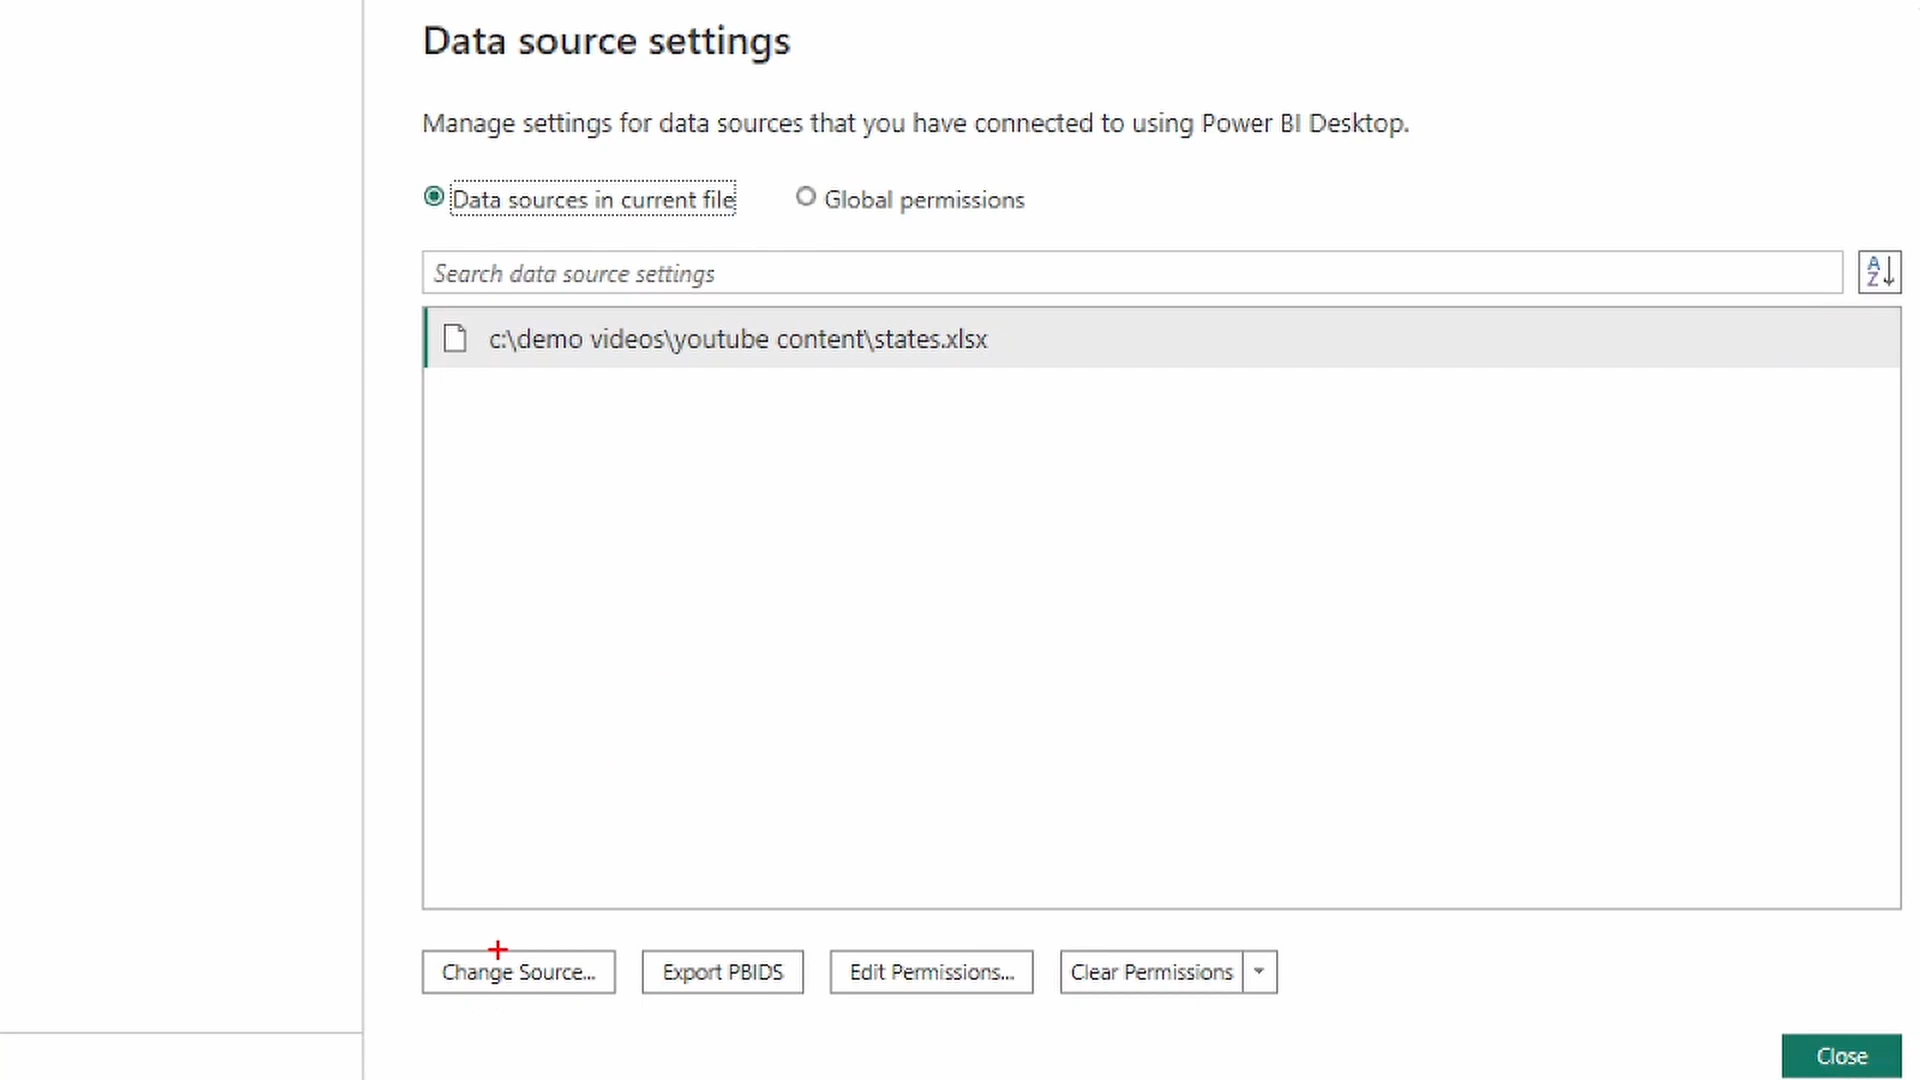 Data source settings
Manage settings for data sources that you have connected to using Power BI Desktop.
Data sources in current file Global permissions
Search data source settings
A
Z
c:\demo videos\youtube content\states.xlsx
Change Source... Export PBIDS Edit Permissions... Clear Permissions
Close